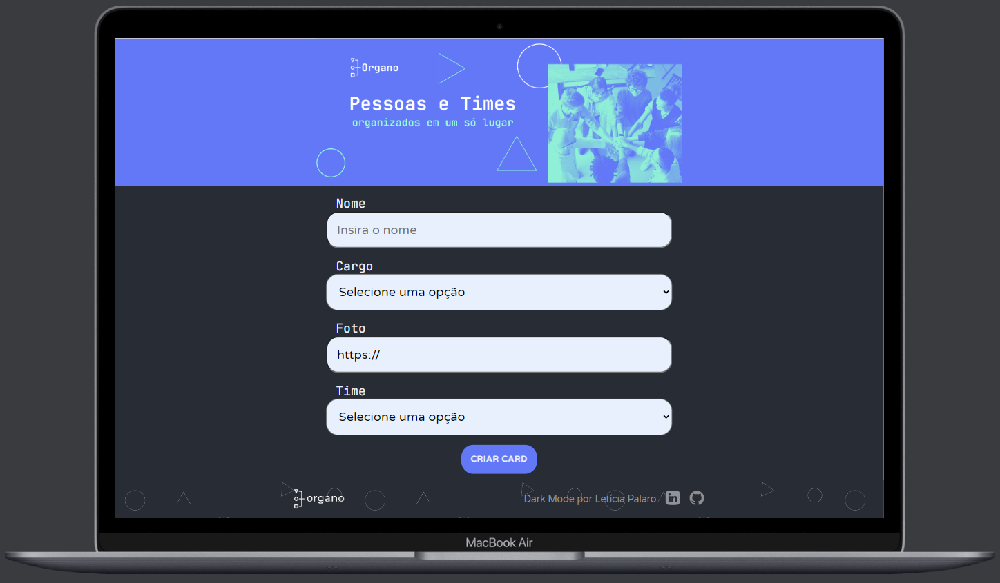 Organo
Pessoas e Times
organizados em um só lugar
Nome
Insira o nome
Cargo
Selecione uma opção
Foto
https://
Time
Selecione uma opção
CRIAR CARD
organo
Dark Mode por Letícia Palaro
in
MacBook Air